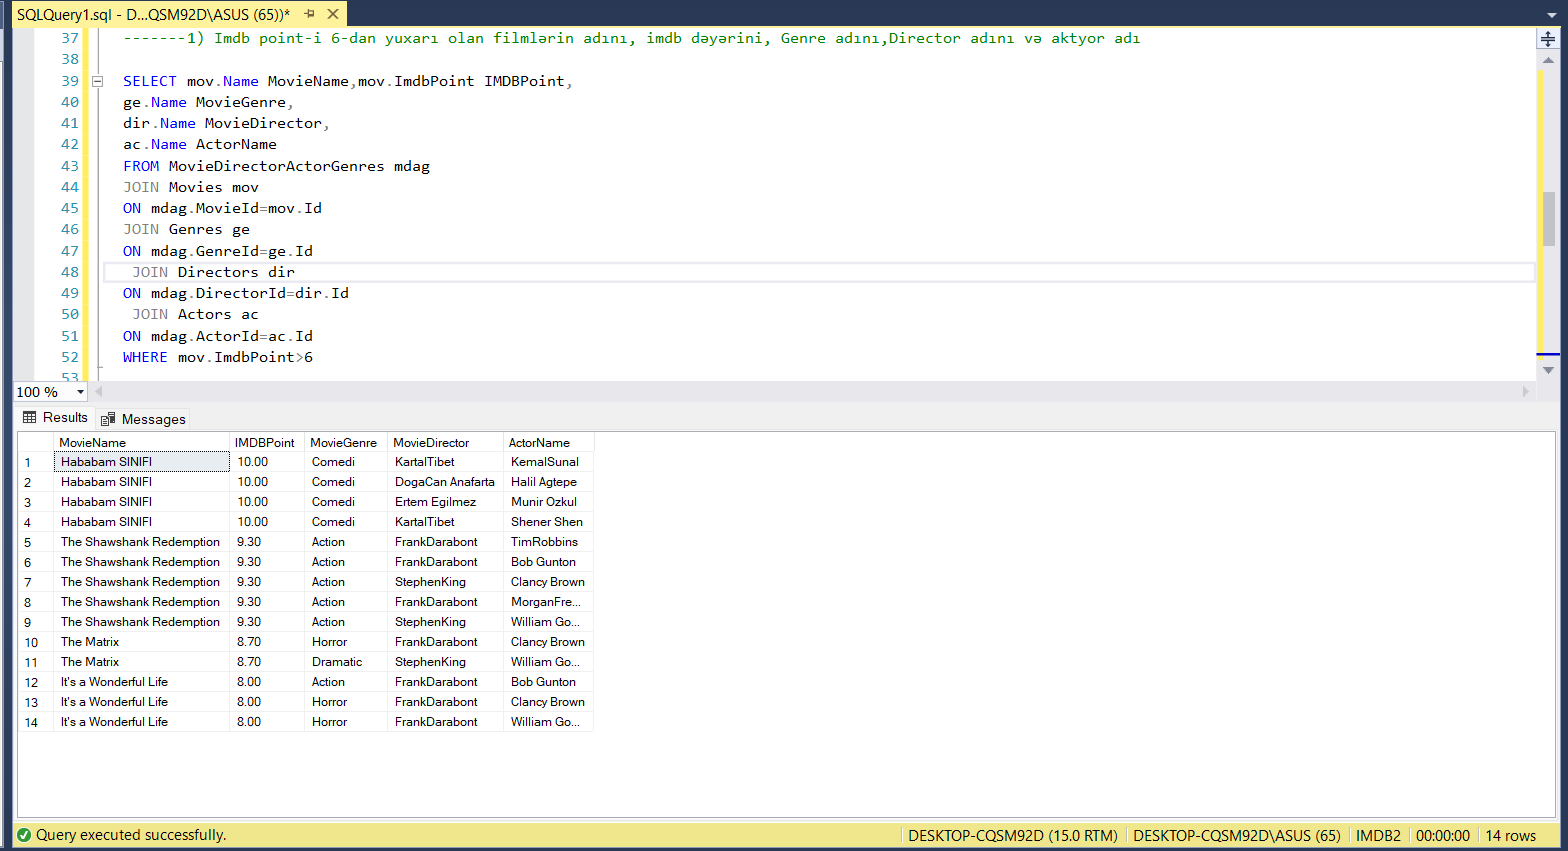 SQLQuery1.sql - D...QSM92D\ASUS (65))*
37 -------1) Imdb point-i 6-dan yuxarı olan filmlərin adını, imdb dəyərini, Genre adını,Director adını və aktyor adı
38
39 SELECT mov.Name MovieName,mov.ImdbPoint IMDBPoint,
40 ge.Name MovieGenre,
41 dir.Name MovieDirector,
42 ac.Name ActorName
43 FROM MovieDirectorActorGenres mdag
44 JOIN Movies mov
45 ON mdag.MovieId=mov.Id
46 JOIN Genres ge
47 ON mdag.GenreId=ge.Id
48 JOIN Directors dir
49 ON mdag.DirectorId=dir.Id
50 JOIN Actors ac
51 ON mdag.ActorId=ac.Id
52 WHERE mov.ImdbPoint>6
53
100 %
Results Messages
MovieName IMDBPoint MovieGenre MovieDirector ActorName
1 Hababam SINIFI 10.00 Comedi KartalTibet KemalSunal
2 Hababam SINIFI 10.00 Comedi DogaCan Anafarta Halil Agtepe
3 Hababam SINIFI 10.00 Comedi Ertem Egilmez Munir Ozkul
4 Hababam SINIFI 10.00 Comedi KartalTibet Shener Shen
5 The Shawshank Redemption 9.30 Action FrankDarabont TimRobbins
6 The Shawshank Redemption 9.30 Action FrankDarabont Bob Gunton
7 The Shawshank Redemption 9.30 Action StephenKing Clancy Brown
8 The Shawshank Redemption 9.30 Action FrankDarabont MorganFre...
9 The Shawshank Redemption 9.30 Action StephenKing William Go...
10 The Matrix 8.70 Horror FrankDarabont Clancy Brown
11 The Matrix 8.70 Dramatic StephenKing William Go...
12 It's a Wonderful Life 8.00 Action FrankDarabont Bob Gunton
13 It's a Wonderful Life 8.00 Horror FrankDarabont Clancy Brown
14 It's a Wonderful Life 8.00 Horror FrankDarabont William Go...
Query executed successfully. DESKTOP-CQSM92D (15.0 RTM) DESKTOP-CQSM92D\ASUS (65) IMDB2 00:00:00 14 rows